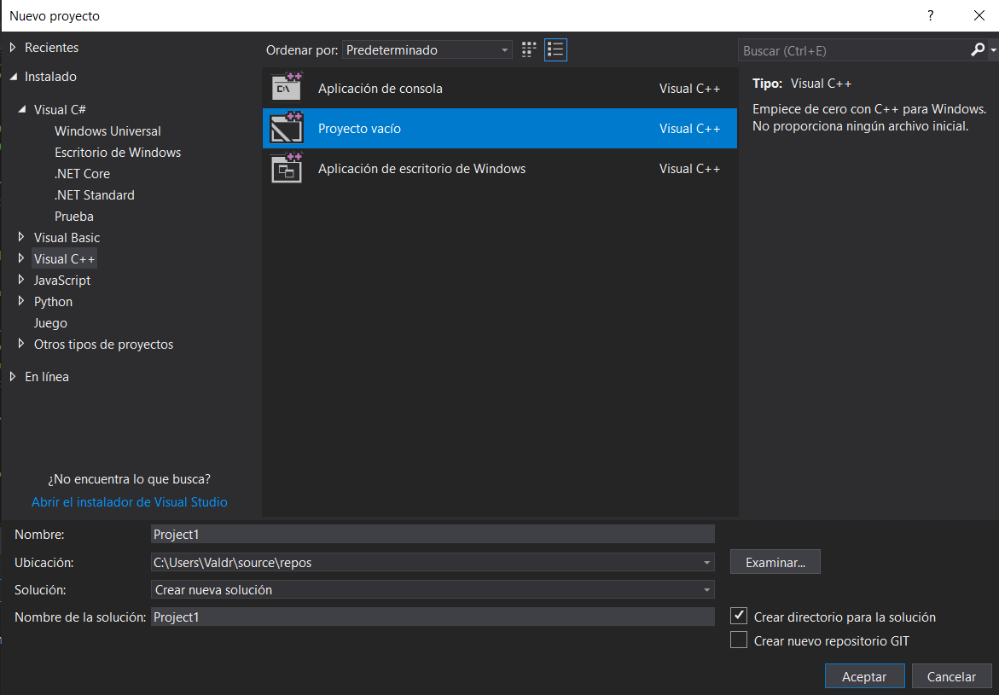 Nuevo proyecto
?
Recientes
Instalado
Visual C#
Windows Universal
Escritorio de Windows
.NET Core
.NET Standard
Prueba
Visual Basic
Visual C++
JavaScript
Python
Juego
Otros tipos de proyectos
En línea
¿No encuentra lo que busca?
Abrir el instalador de Visual Studio
Ordenar por: Predeterminado
Aplicación de consola Visual C++
Proyecto vacío Visual C++
Aplicación de escritorio de Windows Visual C++
Buscar (Ctrl+E)
Tipo: Visual C++
Empiece de cero con C++ para Windows.
No proporciona ningún archivo inicial.
Nombre: Project1
Ubicación: C:\Users\Valdr\source\repos Examinar...
Solución: Crear nueva solución
Nombre de la solución: Project1
Crear directorio para la solución
Crear nuevo repositorio GIT
Aceptar Cancelar